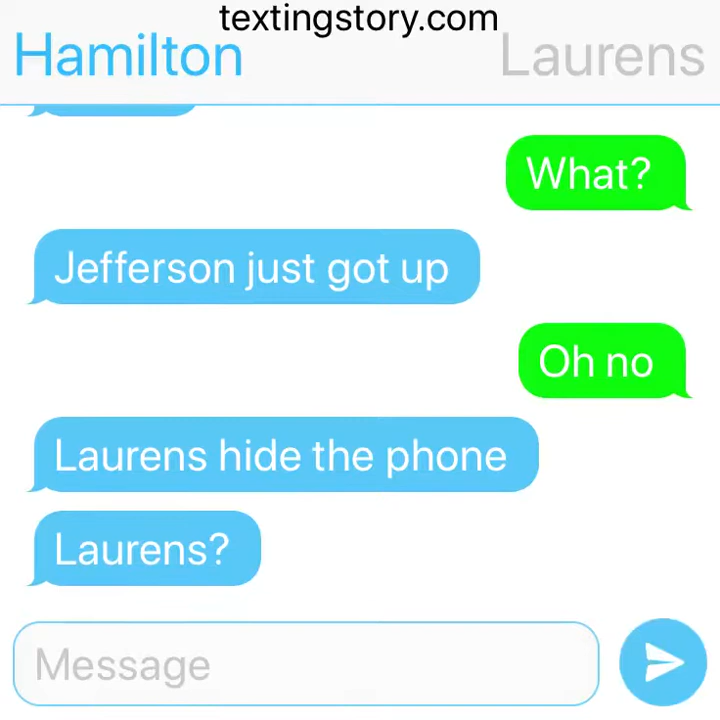 textingstory.com
Hamilton Laurens
What?
Jefferson just got up
Oh no
Laurens hide the phone
Laurens?
Message